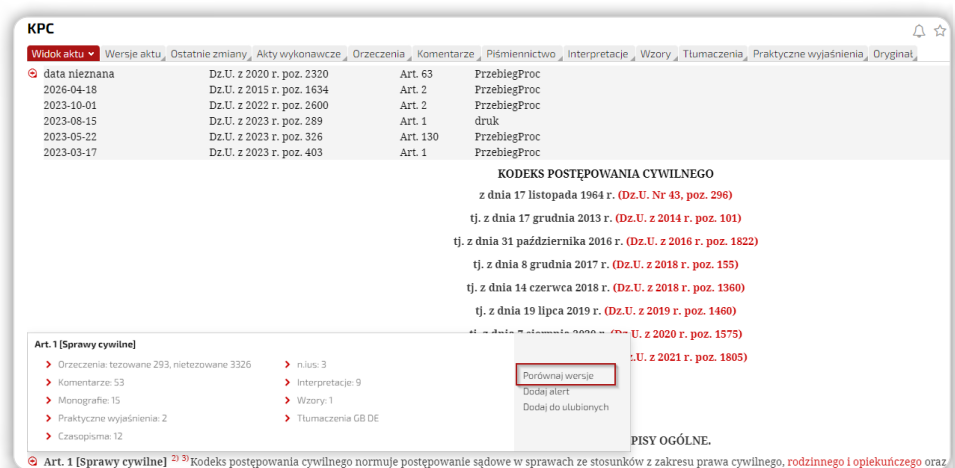 KPC
Widok aktu Wersje aktu Ostatnie zmiany Akty wykonawcze Orzeczenia Komentarze Piśmiennictwo Interpretacje Wzory Tłumaczenia Praktyczne wyjaśnienia Oryginał
data nieznana Dz.U. z 2020 r. poz. 2320 Art. 63 PrzebiegProc
2026-04-18 Dz.U. z 2015 r. poz. 1634 Art. 2 PrzebiegProc
2023-10-01 Dz.U. z 2022 r. poz. 2600 Art. 2 PrzebiegProc
2023-08-15 Dz.U. z 2023 r. poz. 289 Art. 1 druk
2023-05-22 Dz.U. z 2023 r. poz. 326 Art. 130 PrzebiegProc
2023-03-17 Dz.U. z 2023 r. poz. 403 Art. 1 PrzebiegProc
KODEKS POSTĘPOWANIA CYWILNEGO
z dnia 17 listopada 1964 r. (Dz.U. Nr 43, poz. 296)
tj. z dnia 17 grudnia 2013 r. (Dz.U. z 2014 r. poz. 101)
tj. z dnia 31 października 2016 r. (Dz.U. z 2016 r. poz. 1822)
tj. z dnia 8 grudnia 2017 r. (Dz.U. z 2018 r. poz. 155)
tj. z dnia 14 czerwca 2018 r. (Dz.U. z 2018 r. poz. 1360)
tj. z dnia 19 lipca 2019 r. (Dz.U. z 2019 r. poz. 1460)
tj. z dnia 7 sierpnia 2020 r. (Dz.U. z 2020 r. poz. 1575)
z 2021 r. poz. 1805)
Art. 1 [Sprawy cywilne]
Orzeczenia: tezowane 293, nietezowane 3326
Komentarze: 53
Monografie: 15
Praktyczne wyjaśnienia: 2
Czasopisma: 12
n.ius: 3
Interpretacje: 9
Wzory: 1
Tłumaczenia GB DE
Porównaj wersje
Dodaj alert
Dodaj do ulubionych
PISY OGÓLNE.
Art. 1 [Sprawy cywilne] 2) 3) Kodeks postępowania cywilnego normuje postępowanie sądowe w sprawach ze stosunków z zakresu prawa cywilnego, rodzinnego i opiekuńczego oraz